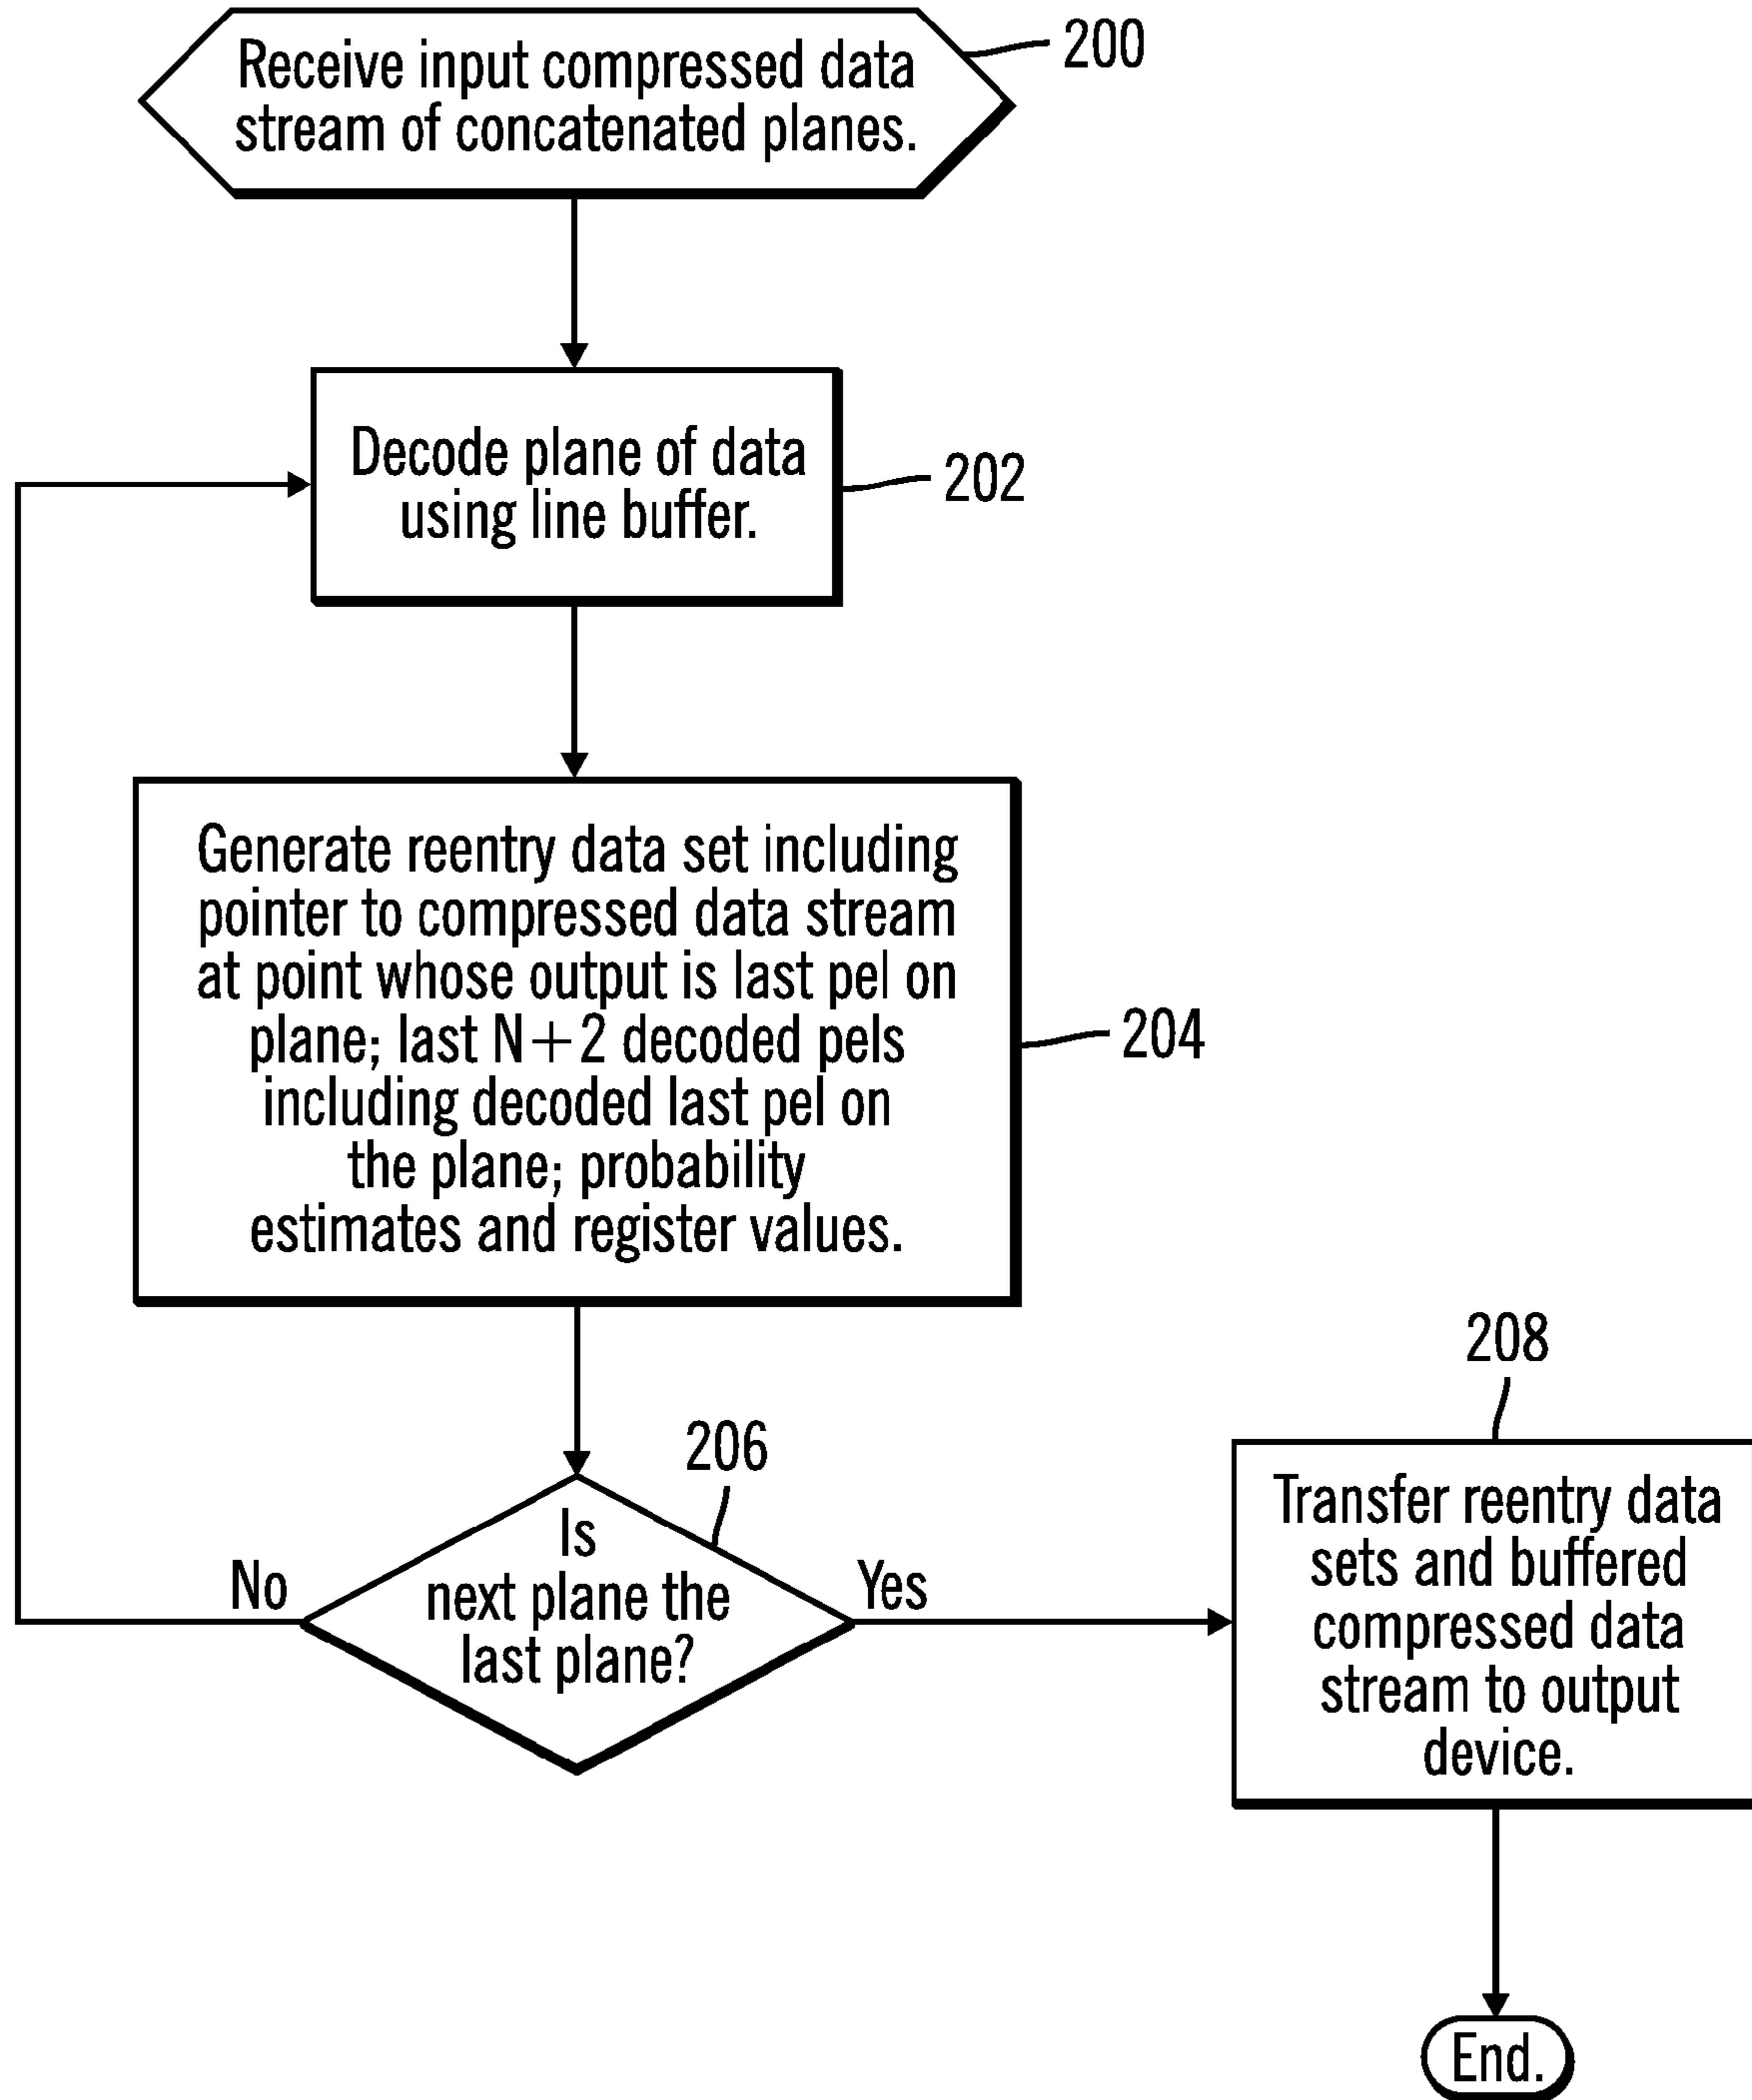 Receive input compressed data
stream of concatenated planes.
200
Decode plane of data
using line buffer.
202
Generate reentry data set including
pointer to compressed data stream
at point whose output is last pel on
plane; last N+2 decoded pels
including decoded last pel on
the plane; probability
estimates and register values.
204
206
Is
next plane the
last plane?
No
Yes
208
Transfer reentry data
sets and buffered
compressed data
stream to output
device.
End.